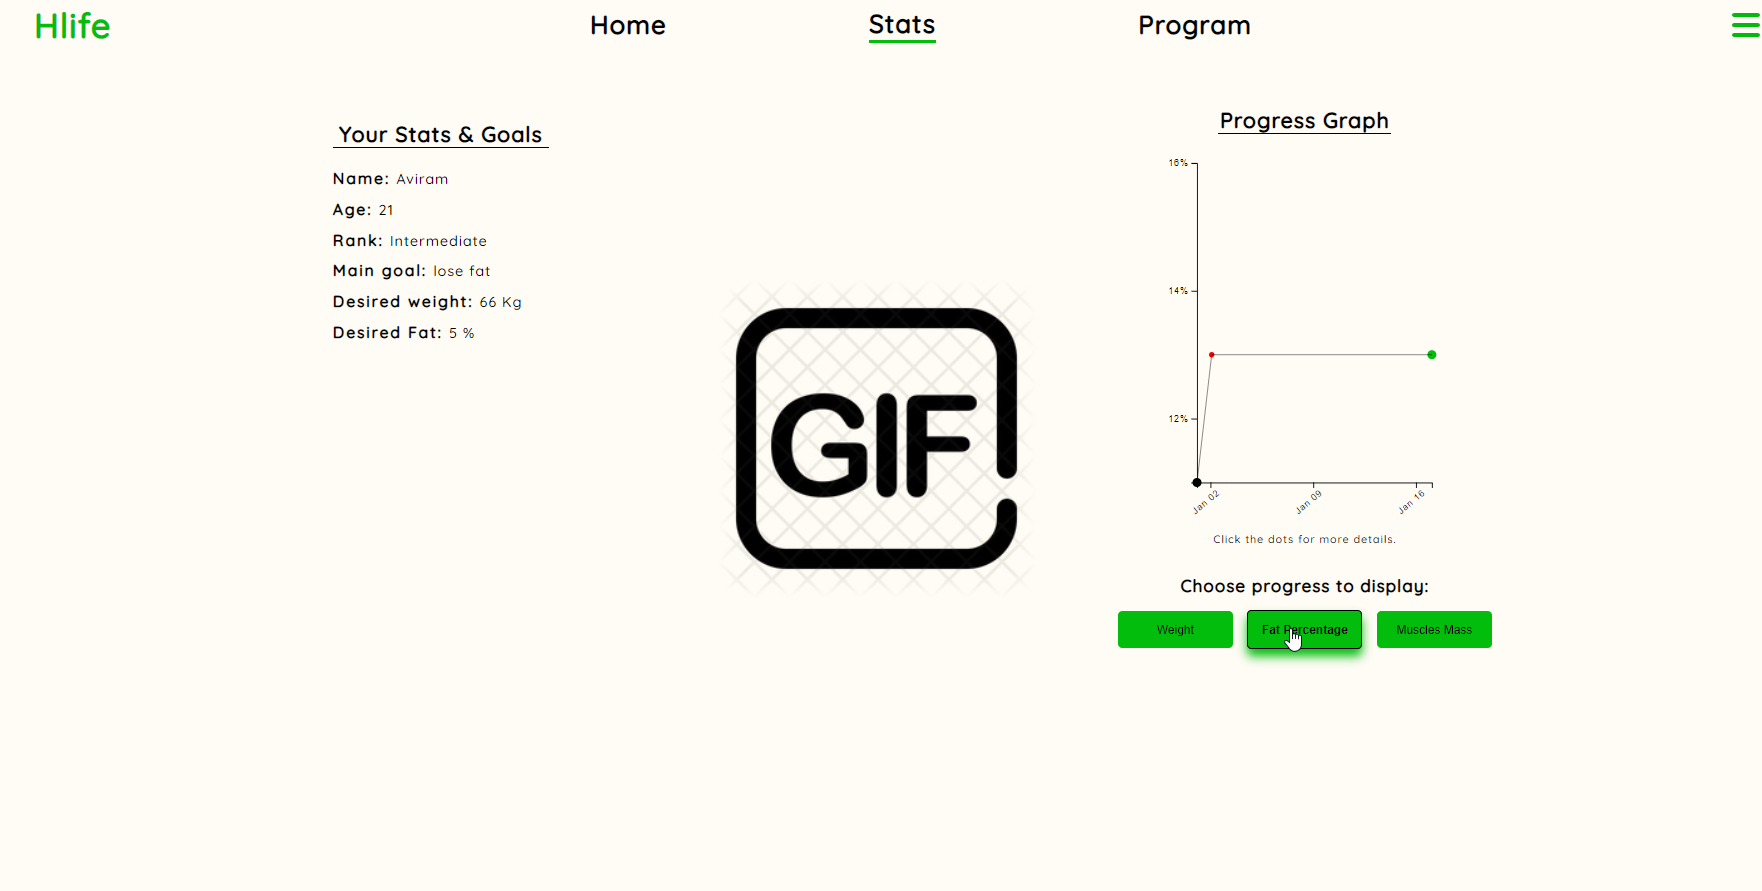 Hlife
Home
Stats
Program
Your Stats & Goals
Name: Aviram
Age: 21
Rank: Intermediate
Main goal: lose fat
Desired weight: 66 Kg
Desired Fat: 5 %
GIF
Progress Graph
16%
14%
12%
Jan 02
Jan 09
Jan 16
Click the dots for more details.
Choose progress to display:
Weight
Fat Percentage
Muscles Mass